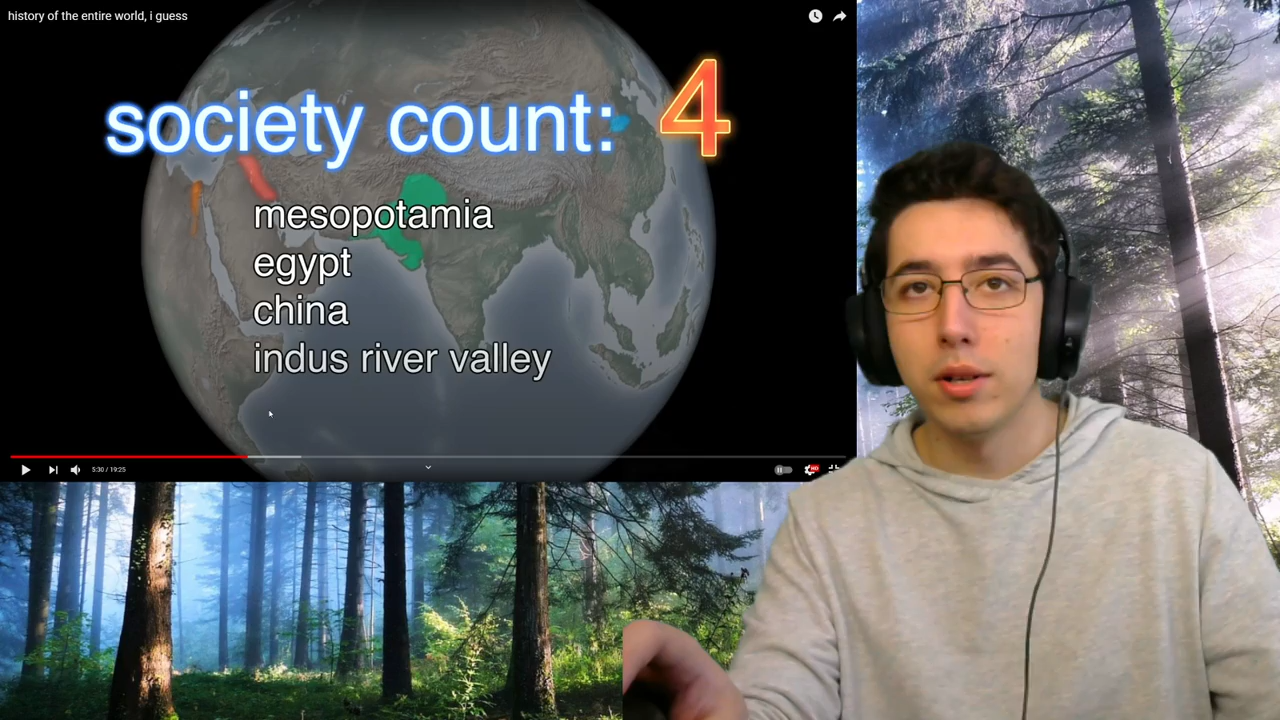 history of the entire world, i guess
society count: 4
mesopotamia
egypt
china
indus river valley
5:30 / 19:25
HD